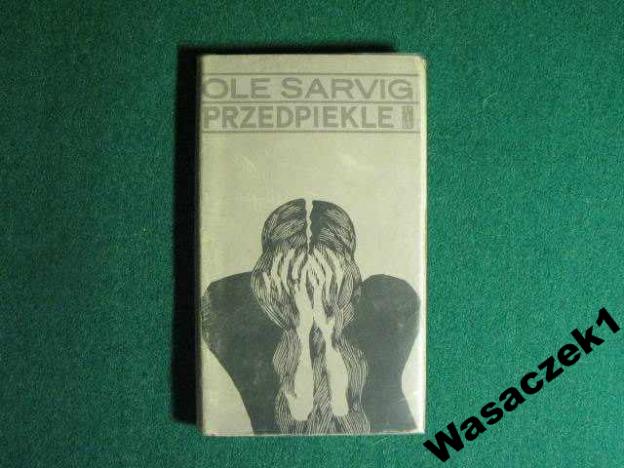 OLE SARVIG
PRZEDPIEKLE
Wasaczek1